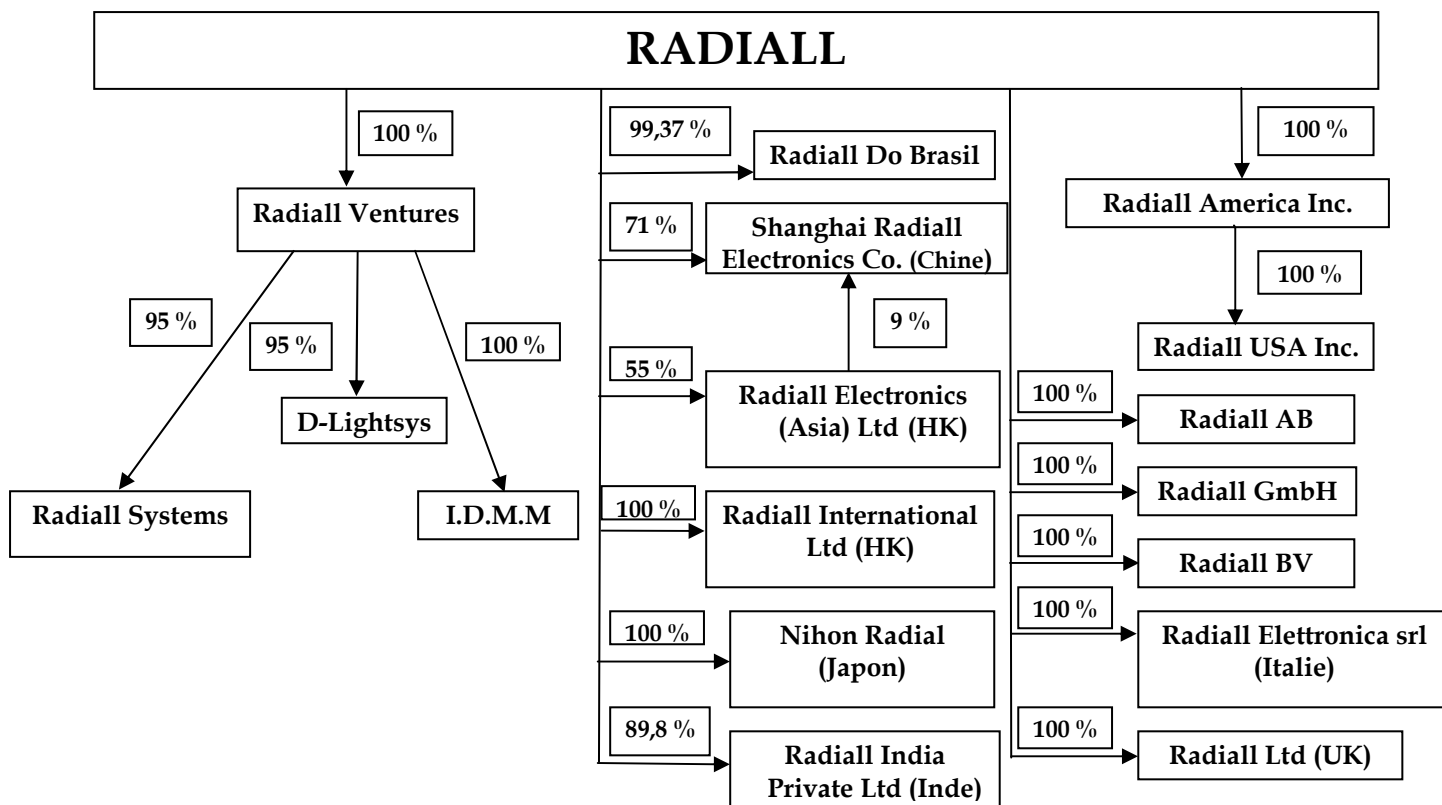 RADIALL
100 %
Radiall Ventures
95 %
95 %
100 %
D-Lightsys
Radiall Systems
I.D.M.M
99,37 %
Radiall Do Brasil
71 %
Shanghai Radiall
Electronics Co. (Chine)
9 %
55 %
Radiall Electronics
(Asia) Ltd (HK)
100 %
Radiall International
Ltd (HK)
100 %
Nihon Radial
(Japon)
89,8 %
Radiall India
Private Ltd (Inde)
100 %
Radiall America Inc.
100 %
Radiall USA Inc.
100 %
Radiall AB
100 %
Radiall GmbH
100 %
Radiall BV
100 %
Radiall Elettronica srl
(Italie)
100 %
Radiall Ltd (UK)